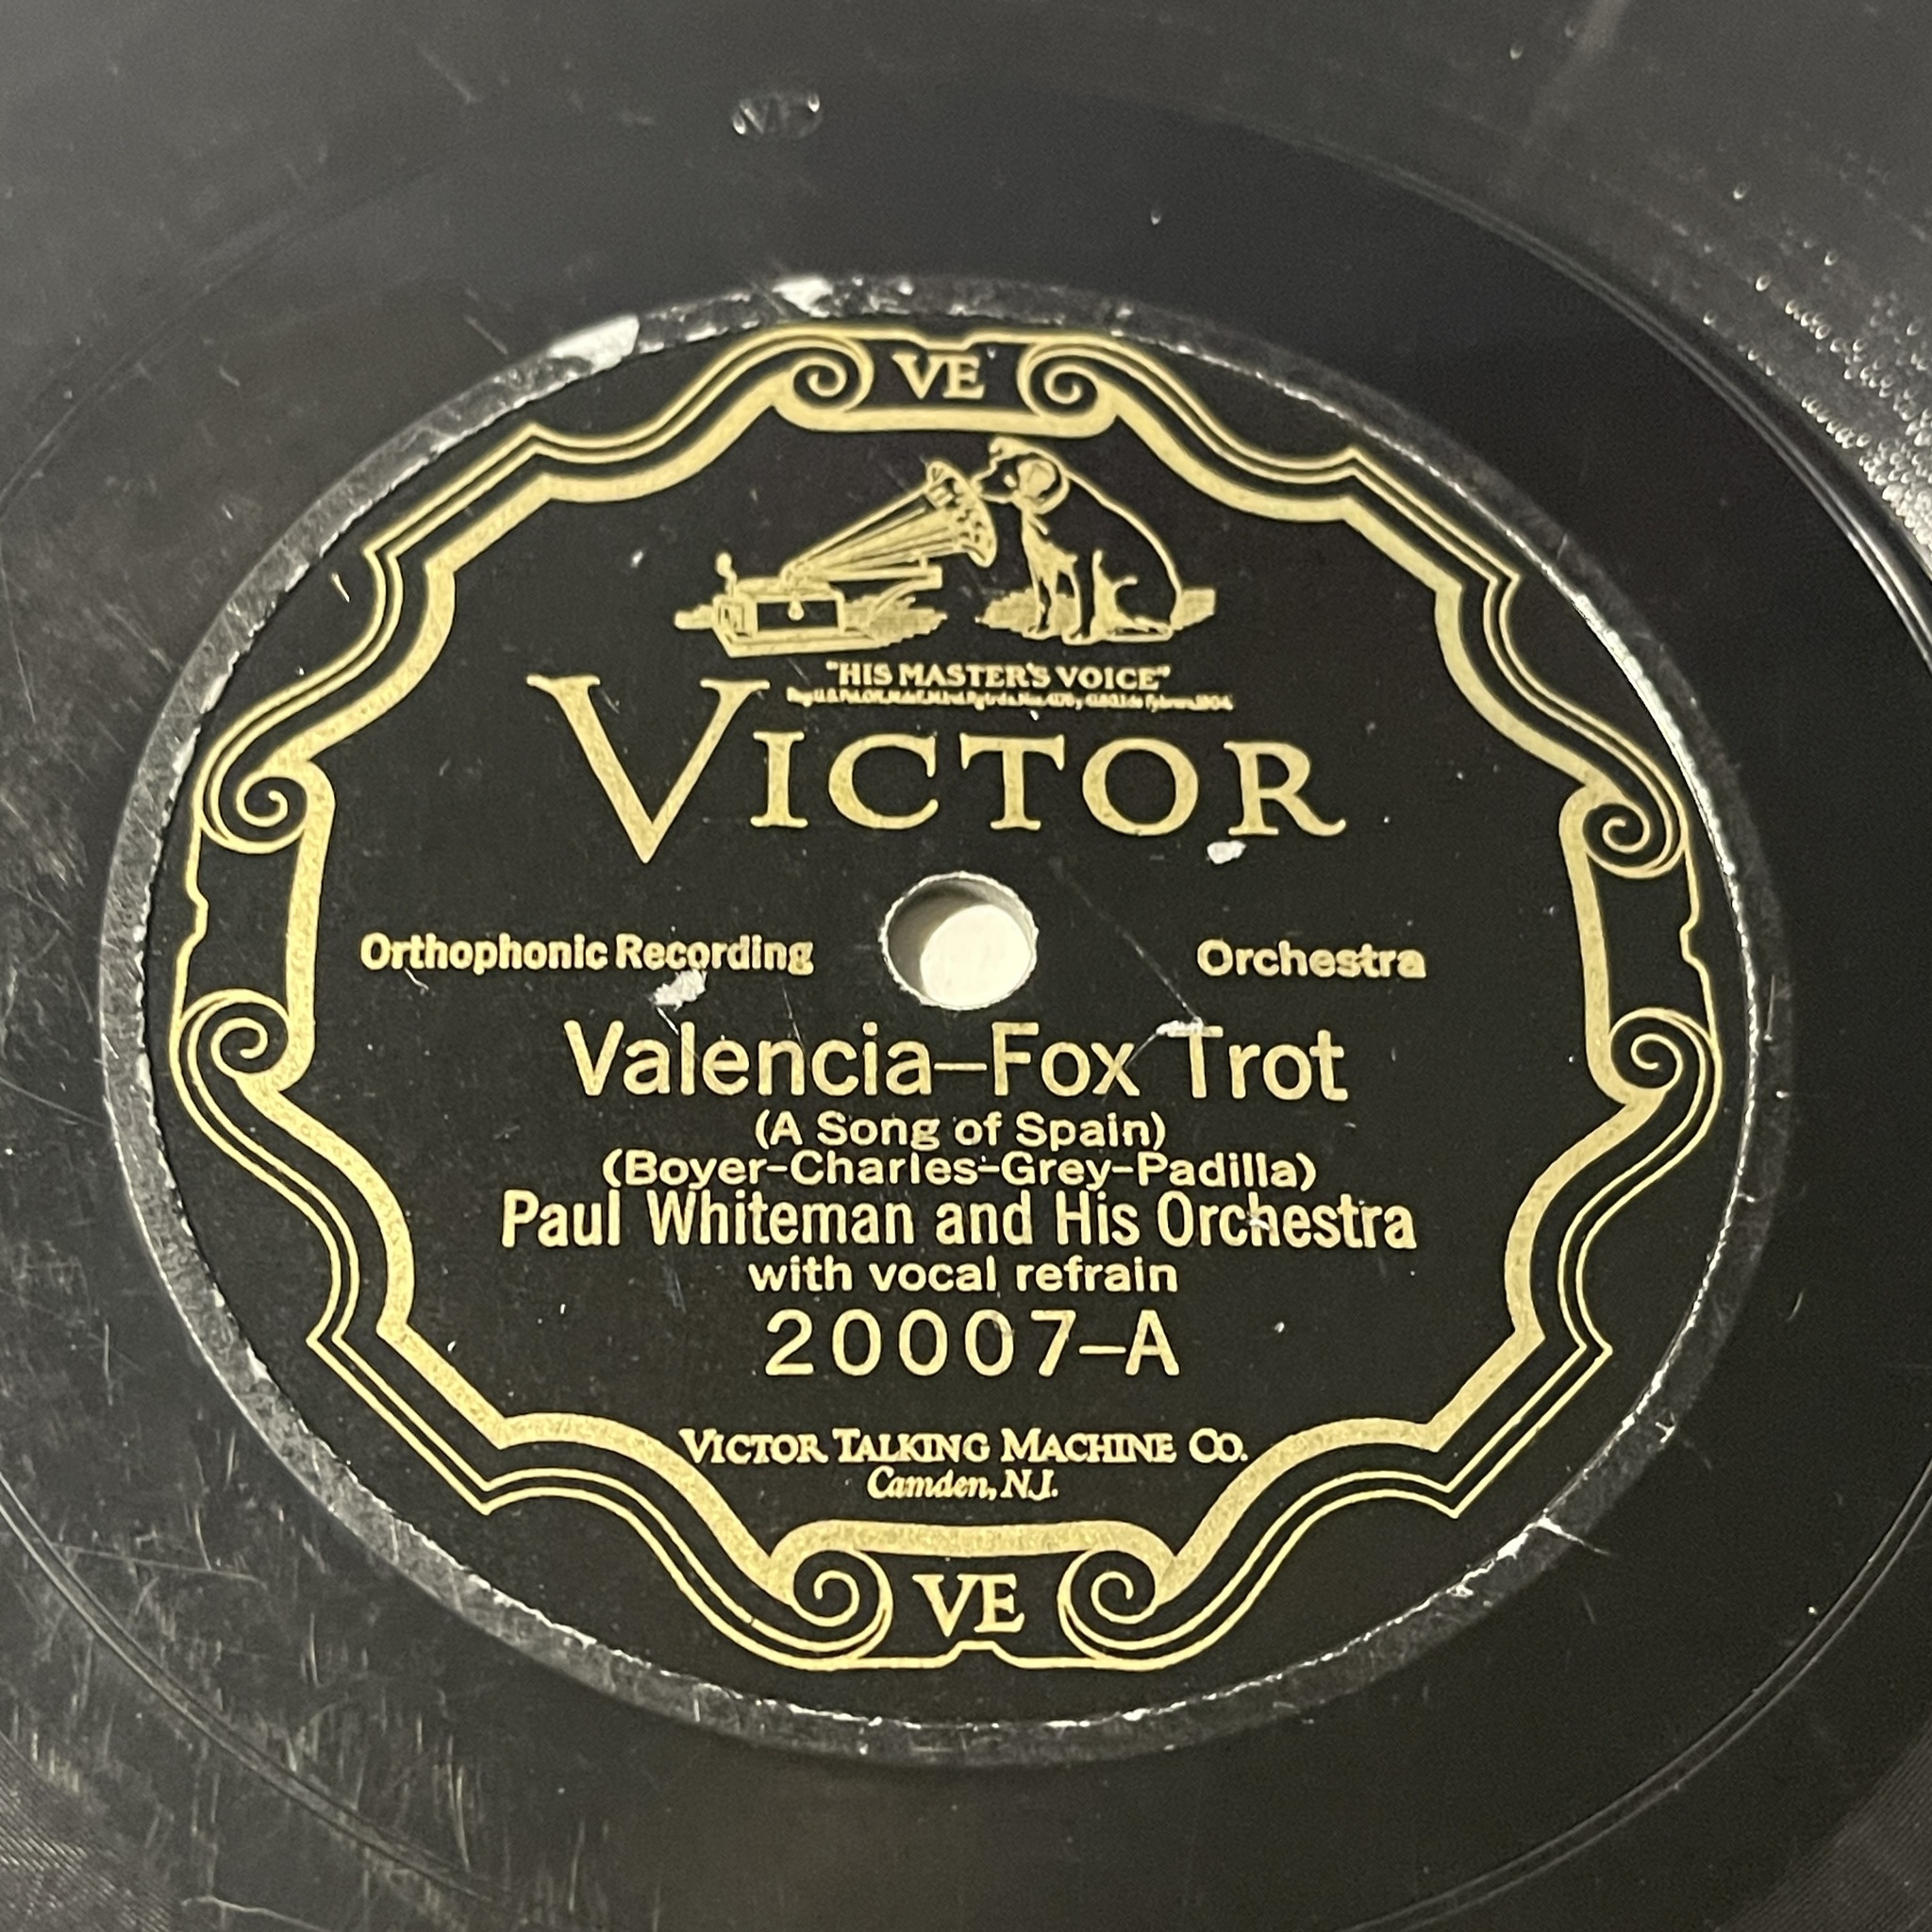 VE
VE
"HIS MASTER'S VOICE"
VICTOR
Orthophonic Recording Orchestra
Valencia–Fox Trot
(A Song of Spain)
(Boyer-Charles-Grey-Padilla)
Paul Whiteman and His Orchestra
with vocal refrain
20007–A
VICTOR TALKING MACHINE CO.
Camden, N.J.
VE